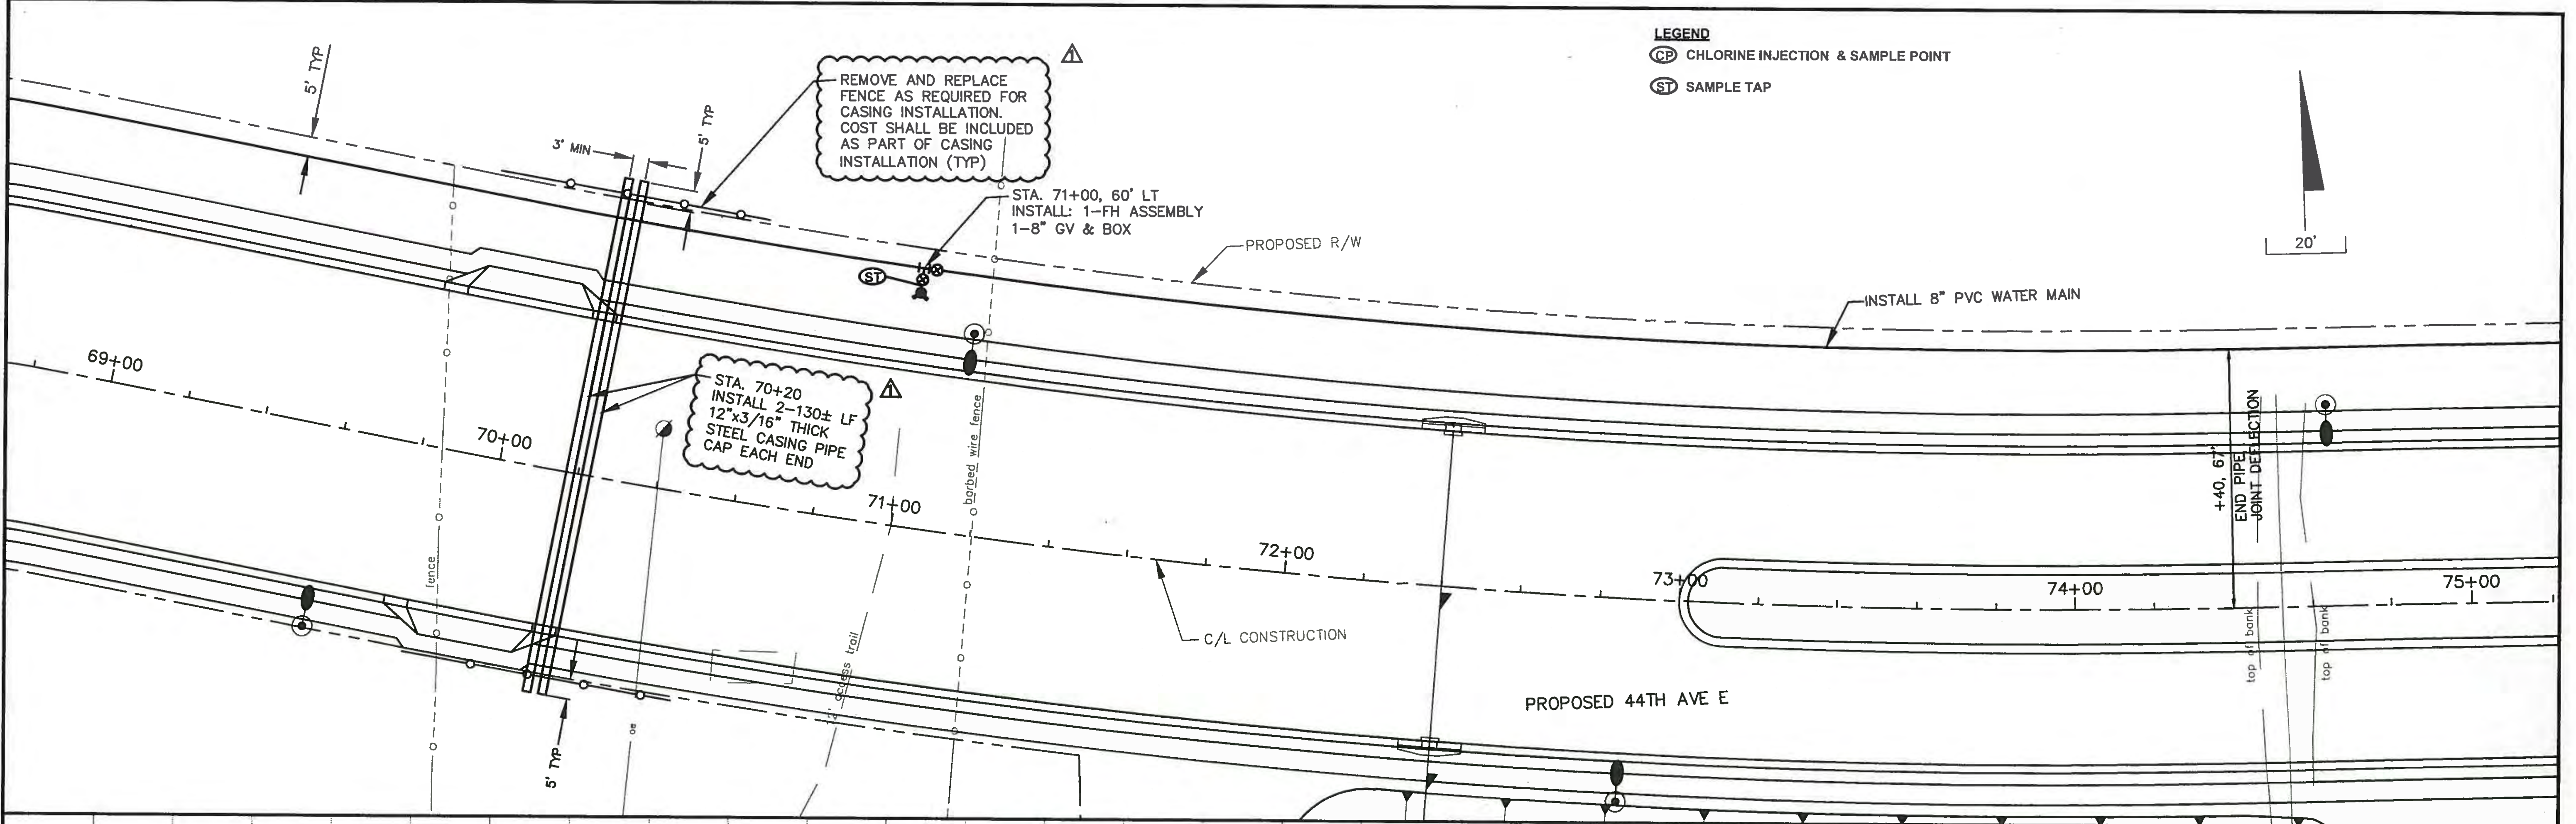 LEGEND
CP CHLORINE INJECTION & SAMPLE POINT
ST SAMPLE TAP
5' TYP
1
REMOVE AND REPLACE
FENCE AS REQUIRED FOR
CASING INSTALLATION.
COST SHALL BE INCLUDED
AS PART OF CASING
INSTALLATION (TYP)
3' MIN
5' TYP
STA. 71+00, 60' LT
INSTALL: 1-FH ASSEMBLY
1-8" GV & BOX
PROPOSED R/W
20'
ST
INSTALL 8" PVC WATER MAIN
69+00
STA. 70+20
INSTALL 2-130± LF
12"x3/16" THICK
STEEL CASING PIPE
CAP EACH END
1
70+00
barbed wire fence
71+00
72+00
73+00
74+00
75+00
+40, 67'
END PIPE
JOINT DEFLECTION
fence
C/L CONSTRUCTION
12' access trail
top of bank
top of bank
PROPOSED 44TH AVE E
5' TYP
oe